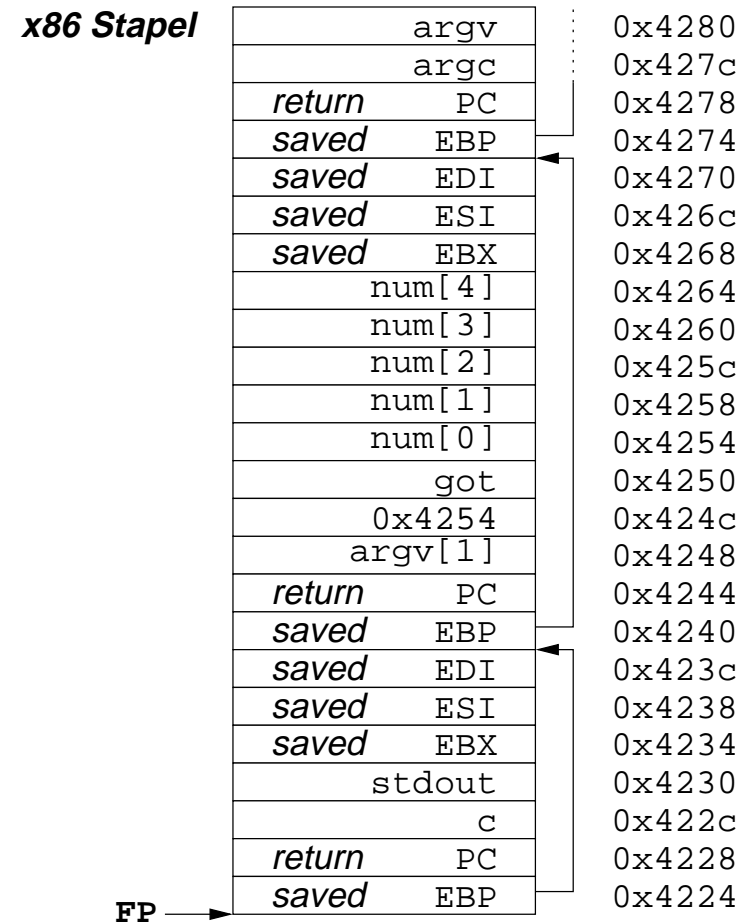 x86 Stapel
argv 0x4280
argc 0x427c
return PC 0x4278
saved EBP 0x4274
saved EDI 0x4270
saved ESI 0x426c
saved EBX 0x4268
num[4] 0x4264
num[3] 0x4260
num[2] 0x425c
num[1] 0x4258
num[0] 0x4254
got 0x4250
0x4254 0x424c
argv[1] 0x4248
return PC 0x4244
saved EBP 0x4240
saved EDI 0x423c
saved ESI 0x4238
saved EBX 0x4234
stdout 0x4230
c 0x422c
return PC 0x4228
saved EBP 0x4224
FP